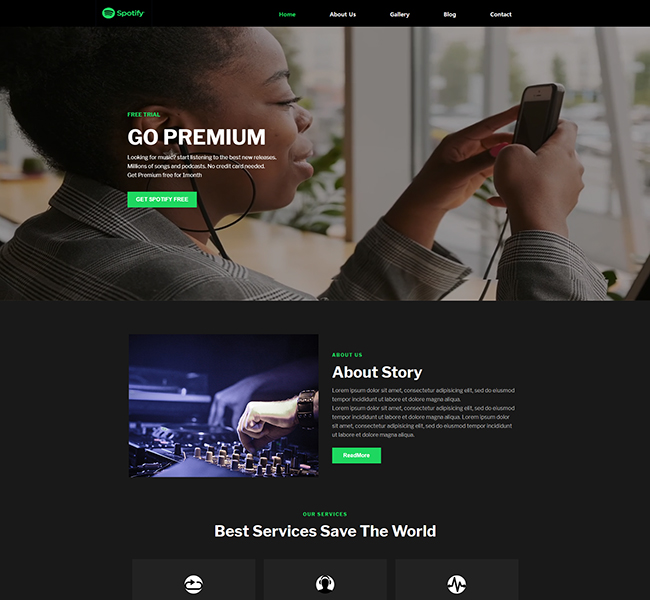 Spotify
Home About Us Gallery Blog Contact
FREE TRIAL
GO PREMIUM
Looking for music? start listening to the best new releases.
Millions of songs and podcasts. No credit card needed.
Get Premium free for 1month
GET SPOTIFY FREE
ABOUT US
About Story
Lorem ipsum dolor sit amet, consectetur adipisicing elit, sed do eiusmod
tempor incididunt ut labore et dolore magna aliqua.
Lorem ipsum dolor sit amet, consectetur adipisicing elit, sed do eiusmod
tempor incididunt ut labore et dolore magna aliqua. Lorem ipsum dolor
sit amet, consectetur adipisicing elit, sed do eiusmod tempor incididunt
ut labore et dolore magna aliqua.
ReadMore
OUR SERVICES
Best Services Save The World